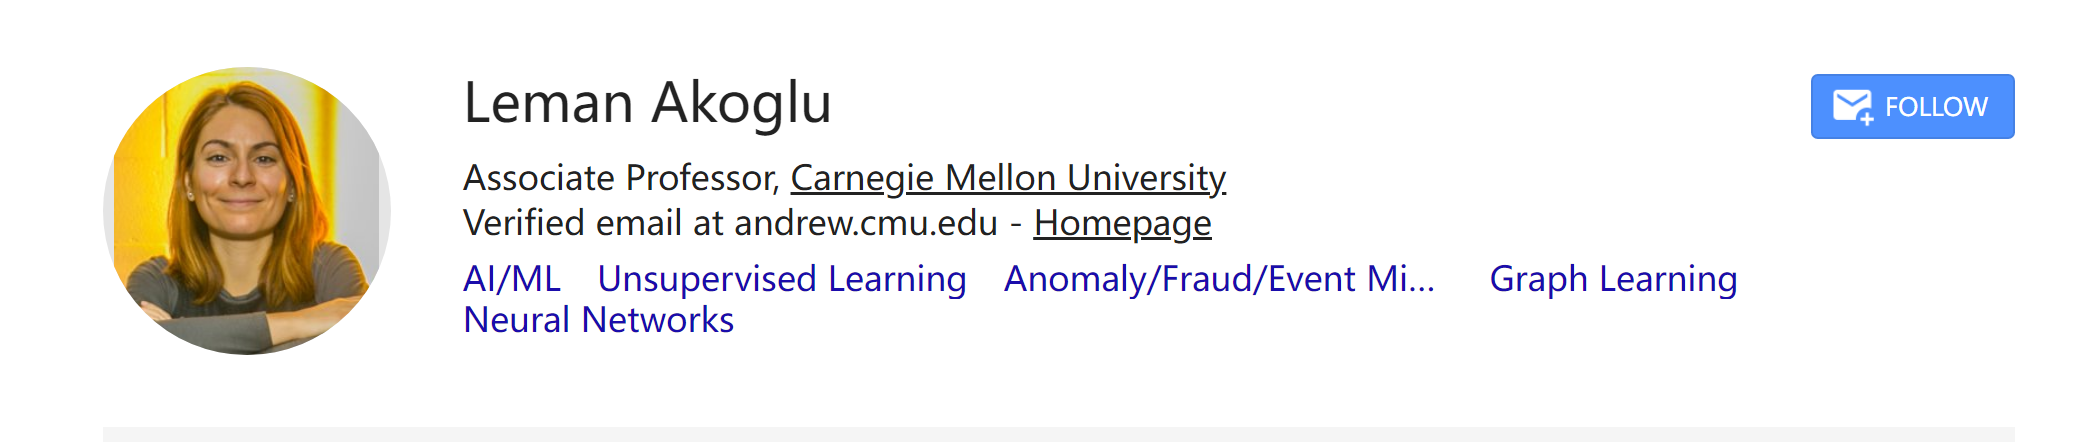 Leman Akoglu
FOLLOW
Associate Professor, Carnegie Mellon University
Verified email at andrew.cmu.edu - Homepage
AI/ML Unsupervised Learning Anomaly/Fraud/Event Mi... Graph Learning
Neural Networks